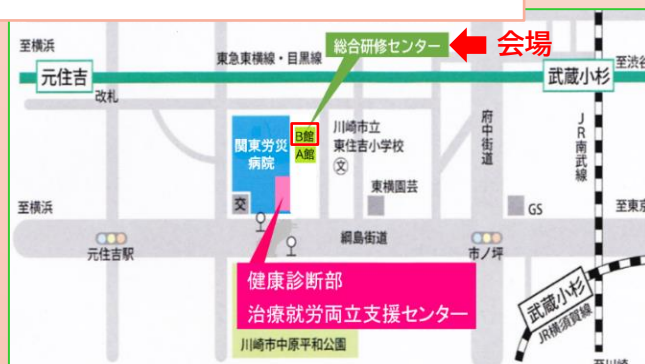 至横浜
東急東横線・目黒線
総合研修センター
会場
至渋谷
元住吉
改札
武蔵小杉
関東労災
病院
B館
A館
川崎市立
東住吉小学校
文
府中街道
JR南武線
東横園芸
交
GS
至横浜
至東京
元住吉駅
綱島街道
市ノ坪
健康診断部
治療就労両立支援センター
川崎市中原平和公園
武蔵小杉
JR横須賀線